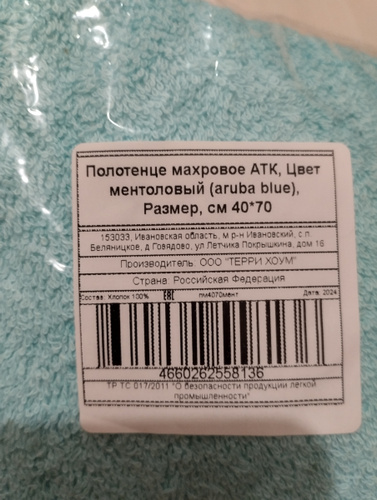 Полотенце махровое АТК, Цвет
ментоловый (aruba blue),
Размер, см 40*70
153033, Ивановская область, м.р-н Ивановский, с.п.
Беляницкое, д Говядово, ул Летчика Покрышкина, дом 16
Производитель: ООО "ТЕРРИ ХОУМ"
Страна: Российская Федерация
Состав: Хлопок 100% EAC пм4070мент Дата: 2024
4660262558136
ТР ТС 017/2011 "О безопасности продукции легкой
промышленности"